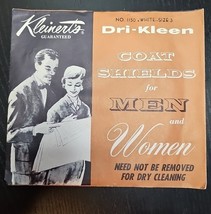 Kleinert's
GUARANTEED
NO. 030 - WHITE, SIZE 3
Dri-Kleen
COAT
SHIELDS
for
MEN
and
Women
NEED NOT BE REMOVED
FOR DRY CLEANING